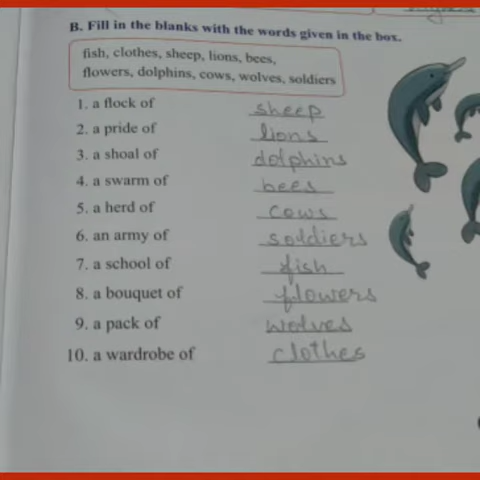 B. Fill in the blanks with the words given in the box.
fish, clothes, sheep, lions, bees,
flowers, dolphins, cows, wolves, soldiers
1. a flock of sheep
2. a pride of lions
3. a shoal of dolphins
4. a swarm of bees
5. a herd of cows
6. an army of soldiers
7. a school of fish
8. a bouquet of flowers
9. a pack of wolves
10. a wardrobe of clothes